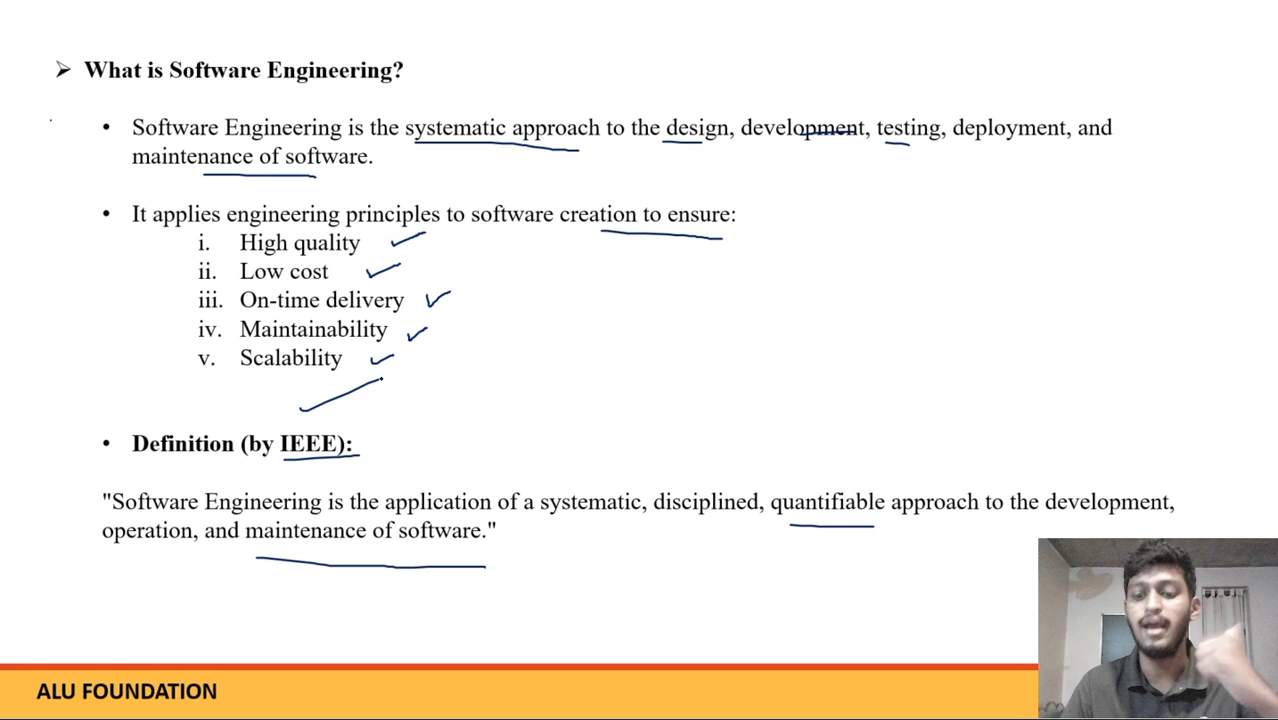 ➢ What is Software Engineering?
• Software Engineering is the systematic approach to the design, development, testing, deployment, and
maintenance of software.
• It applies engineering principles to software creation to ensure:
i. High quality
ii. Low cost
iii. On-time delivery
iv. Maintainability
v. Scalability
• Definition (by IEEE):
"Software Engineering is the application of a systematic, disciplined, quantifiable approach to the development,
operation, and maintenance of software."
ALU FOUNDATION